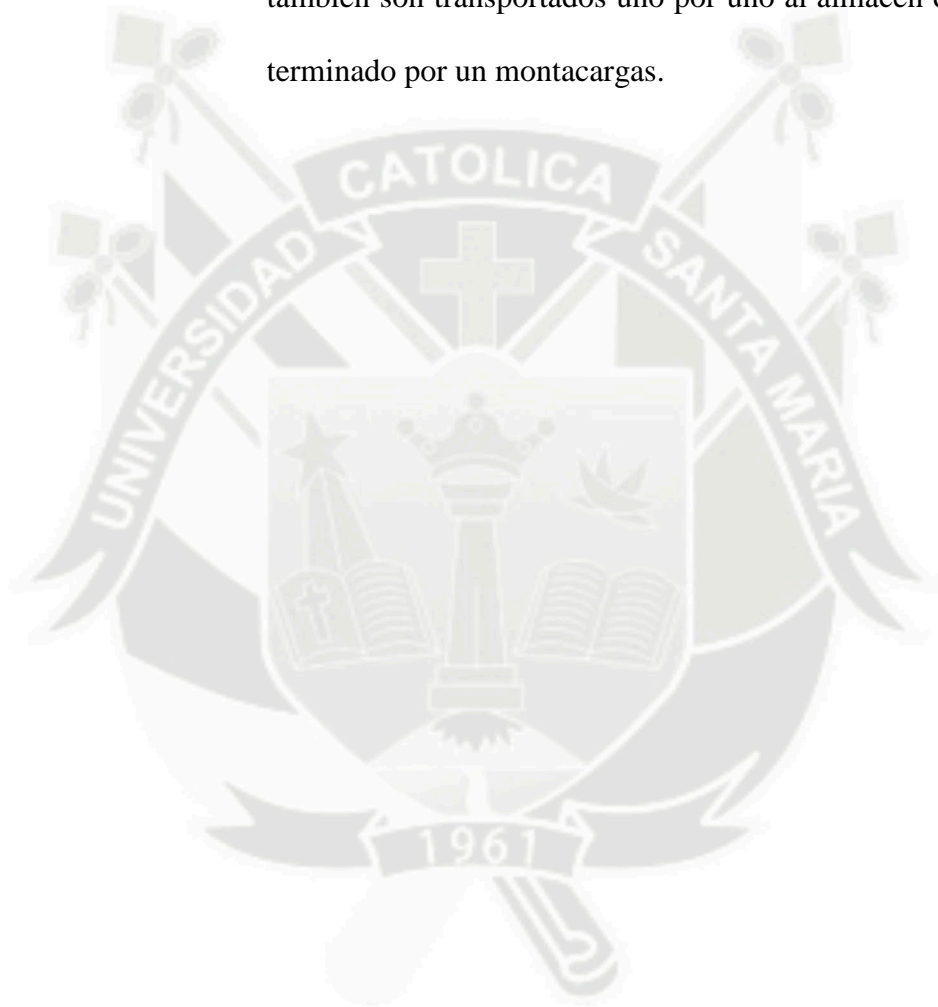 también son transportados uno por uno al almacén
terminado por un montacargas.
CATOLICA
UNIVERSIDAD
SANTA MARIA
1961